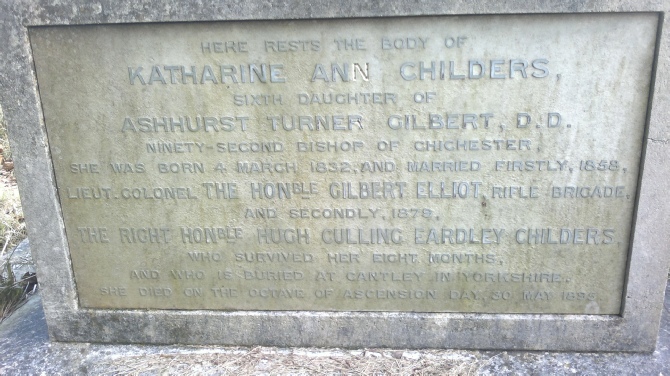 HERE RESTS THE BODY OF
KATHARINE ANN CHILDERS,
SIXTH DAUGHTER OF
ASHHURST TURNER GILBERT, D.D.
NINETY-SECOND BISHOP OF CHICHESTER.
SHE WAS BORN 4 MARCH 1832, AND MARRIED FIRSTLY, 1858,
LIEUT. COLONEL THE HONBLE GILBERT ELLIOT, RIFLE BRIGADE,
AND SECONDLY, 1879,
THE RIGHT HONBLE HUGH CULLING EARDLEY CHILDERS,
WHO SURVIVED HER EIGHT MONTHS,
AND WHO IS BURIED AT CANTLEY IN YORKSHIRE.
SHE DIED ON THE OCTAVE OF ASCENSION DAY, 30 MAY 1895.